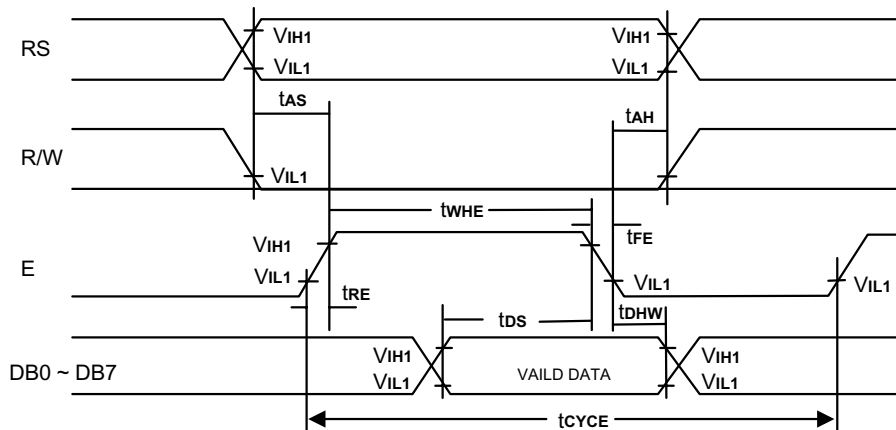 RS VIH1 VIH1
VIL1 VIL1
tAS tAH
R/W VIL1
tWHE
VIH1 tFE
E VIL1 VIL1 VIL1
tRE tDS tDHW
DB0 ~ DB7 VIH1 VIH1
VIL1 VAILD DATA VIL1
tCYCE